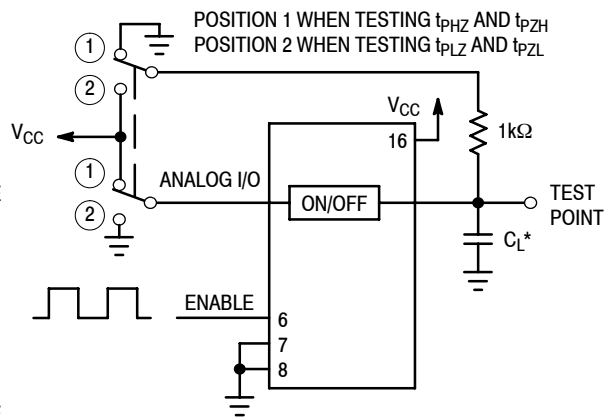 POSITION 1 WHEN TESTING tPHZ AND tPZH
POSITION 2 WHEN TESTING tPLZ AND tPZL
1
2
VCC
VCC
16
1kΩ
1
2
ANALOG I/O
ON/OFF
TEST
POINT
CL*
ENABLE
6
7
8